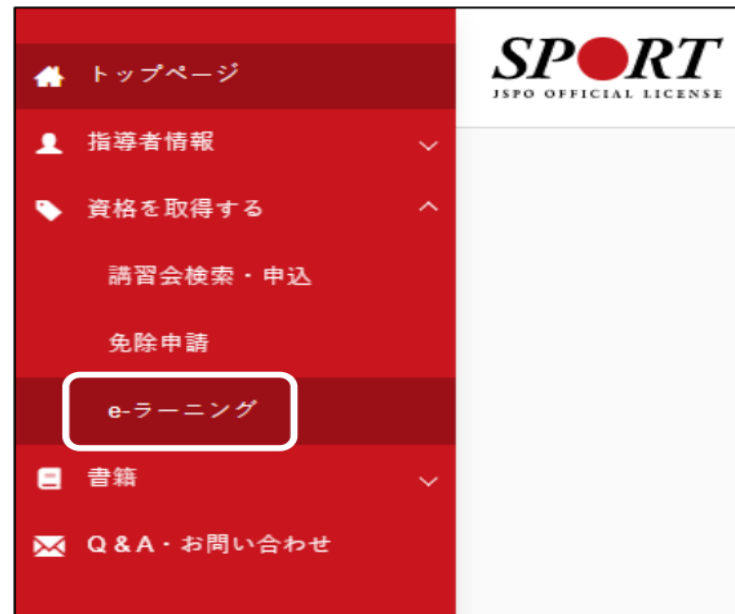 トップページ
指導者情報
資格を取得する
講習会検索・申込
免除申請
e-ラーニング
書籍
Q&A・お問い合わせ
SPORT
JSPO OFFICIAL LICENSE